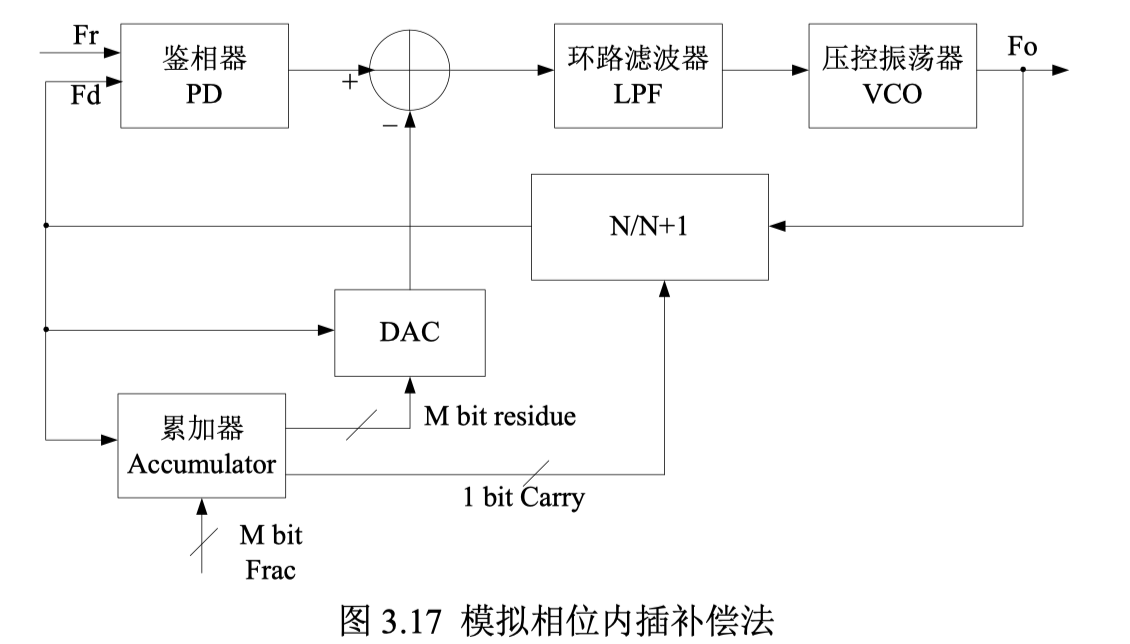 Fr
Fd
鉴相器
PD
+
−
环路滤波器
LPF
压控振荡器
VCO
Fo
N/N+1
DAC
累加器
Accumulator
M bit residue
1 bit Carry
M bit
Frac
图 3.17 模拟相位内插补偿法